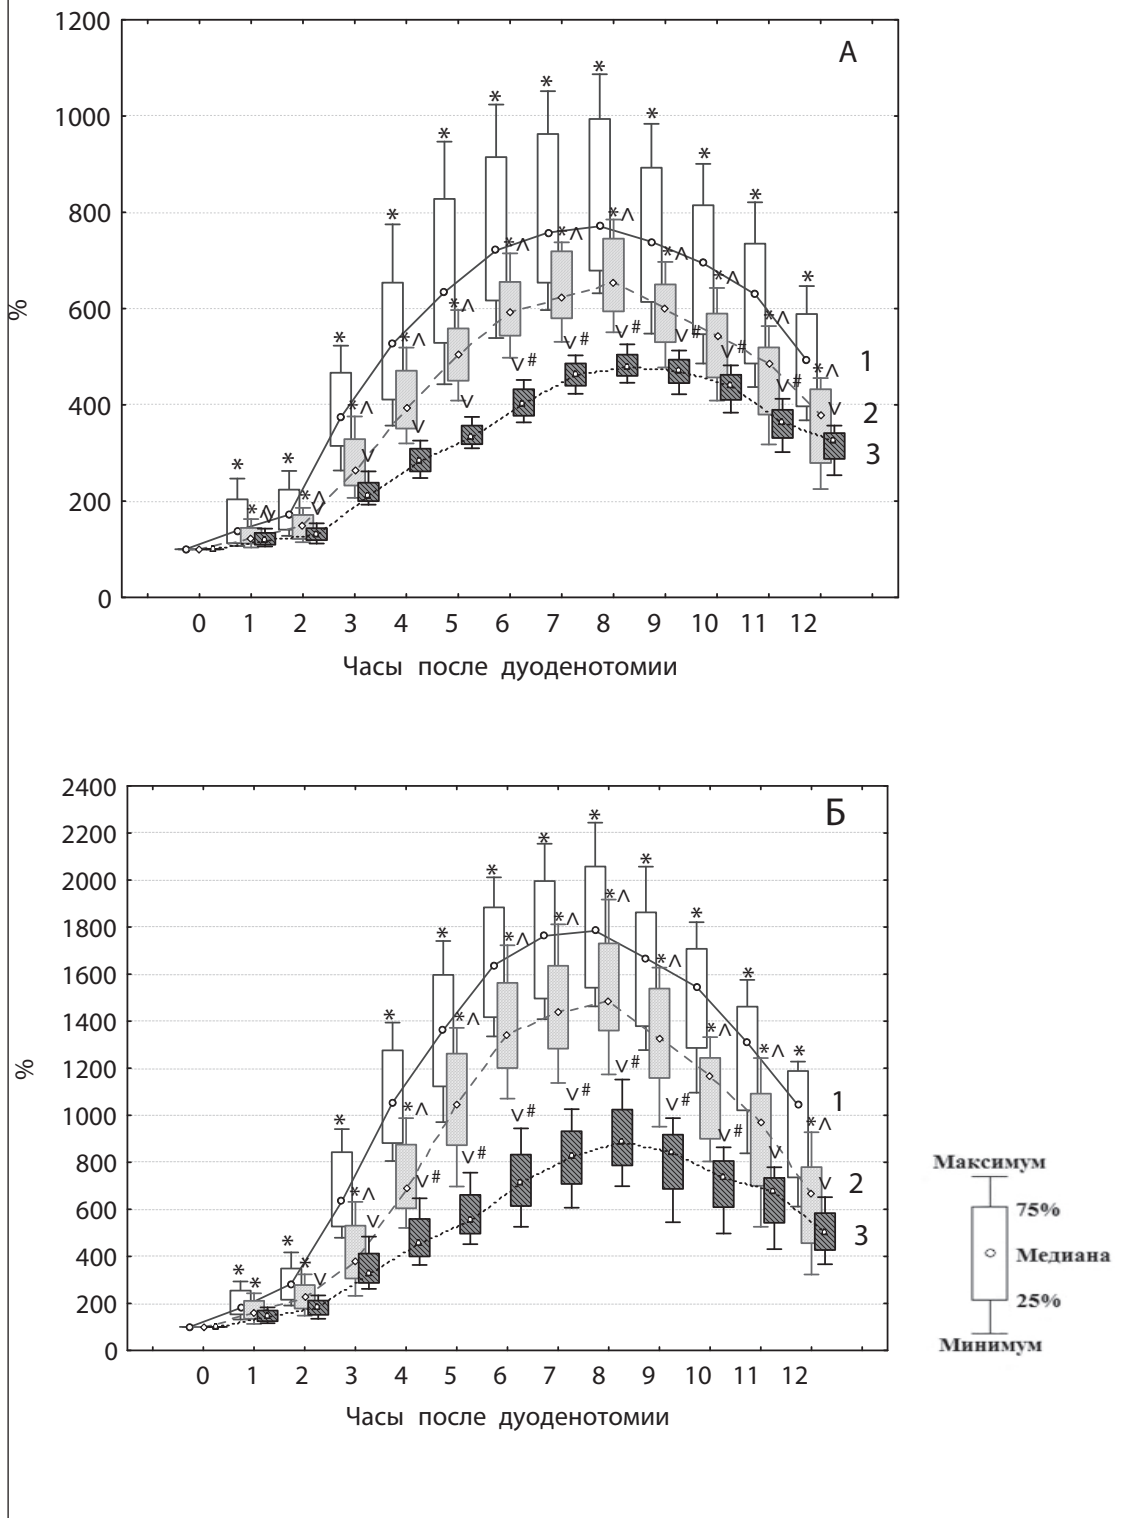 А
1200
1000
800
600
400
200
0
%
* * * * * * * * * * * *
*^ *^ *^ *^ *^ *^ *^ *^ *^ *^ *^ *^
v v v v v v# v# v# v# v# v# v
1
2
3
0 1 2 3 4 5 6 7 8 9 10 11 12
Часы после дуоденотомии
Б
2400
2200
2000
1800
1600
1400
1200
1000
800
600
400
200
0
%
* * * * * * * * * * * *
* * *^ *^ *^ *^ *^ *^ *^ *^ *^ *^
v v v# v# v# v# v# v# v# v v
1
2
3
0 1 2 3 4 5 6 7 8 9 10 11 12
Часы после дуоденотомии
Максимум
75%
Медиана
25%
Минимум